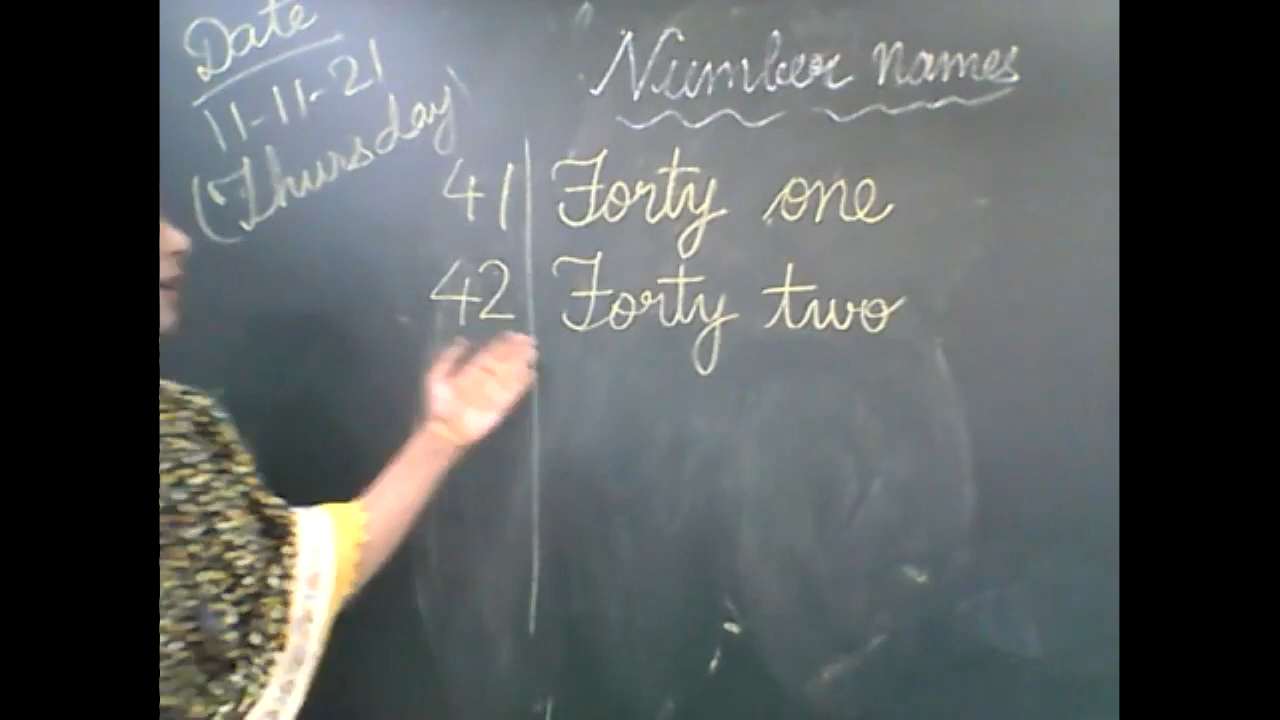 Date
11-11-21
(Thursday)
Number names
41 Forty one
42 Forty two